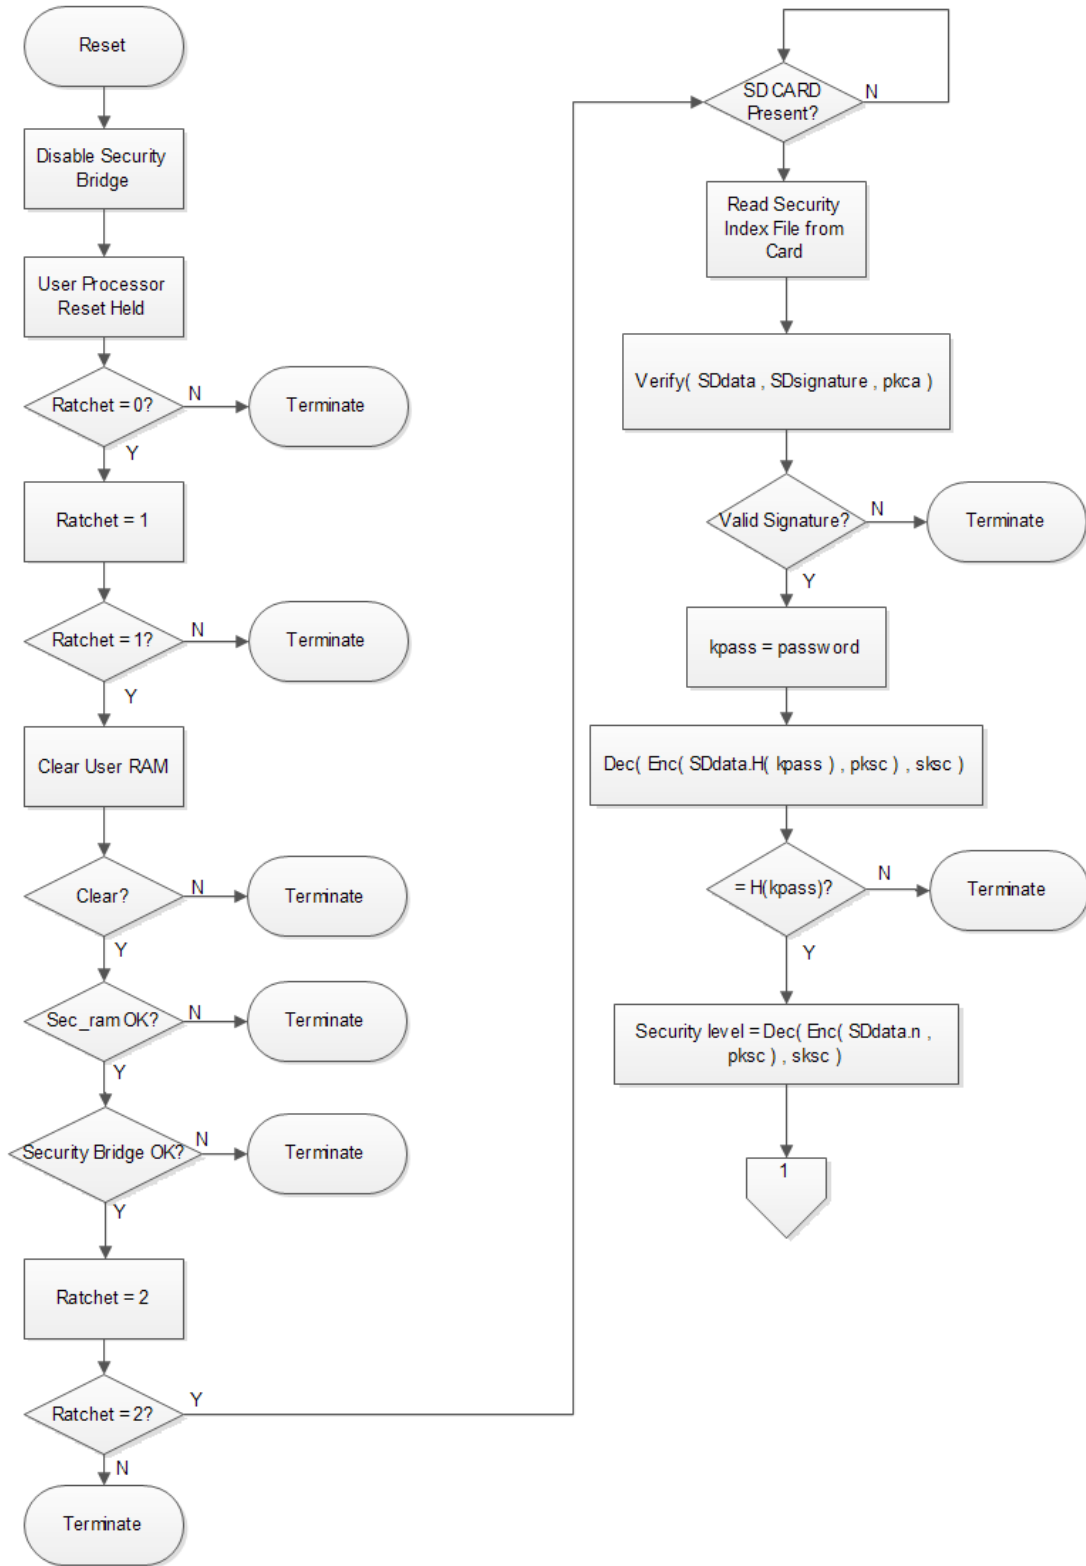 Reset
Disable Security
Bridge
User Processor
Reset Held
Ratchet = 0?
N
Terminate
Y
Ratchet = 1
Ratchet = 1?
N
Terminate
Y
Clear User RAM
Clear?
N
Terminate
Y
Sec_ram OK?
N
Terminate
Y
Security Bridge OK?
N
Terminate
Y
Ratchet = 2
Ratchet = 2?
Y
N
Terminate
SD CARD
Present?
N
Read Security
Index File from
Card
Verify( SDdata , SDsignature , pkca )
Valid Signature?
N
Terminate
Y
kpass = password
Dec( Enc( SDdata.H( kpass ) , pksc ) , sksc )
= H(kpass)?
N
Terminate
Y
Security level = Dec( Enc( SDdata.n ,
pksc ) , sksc )
1